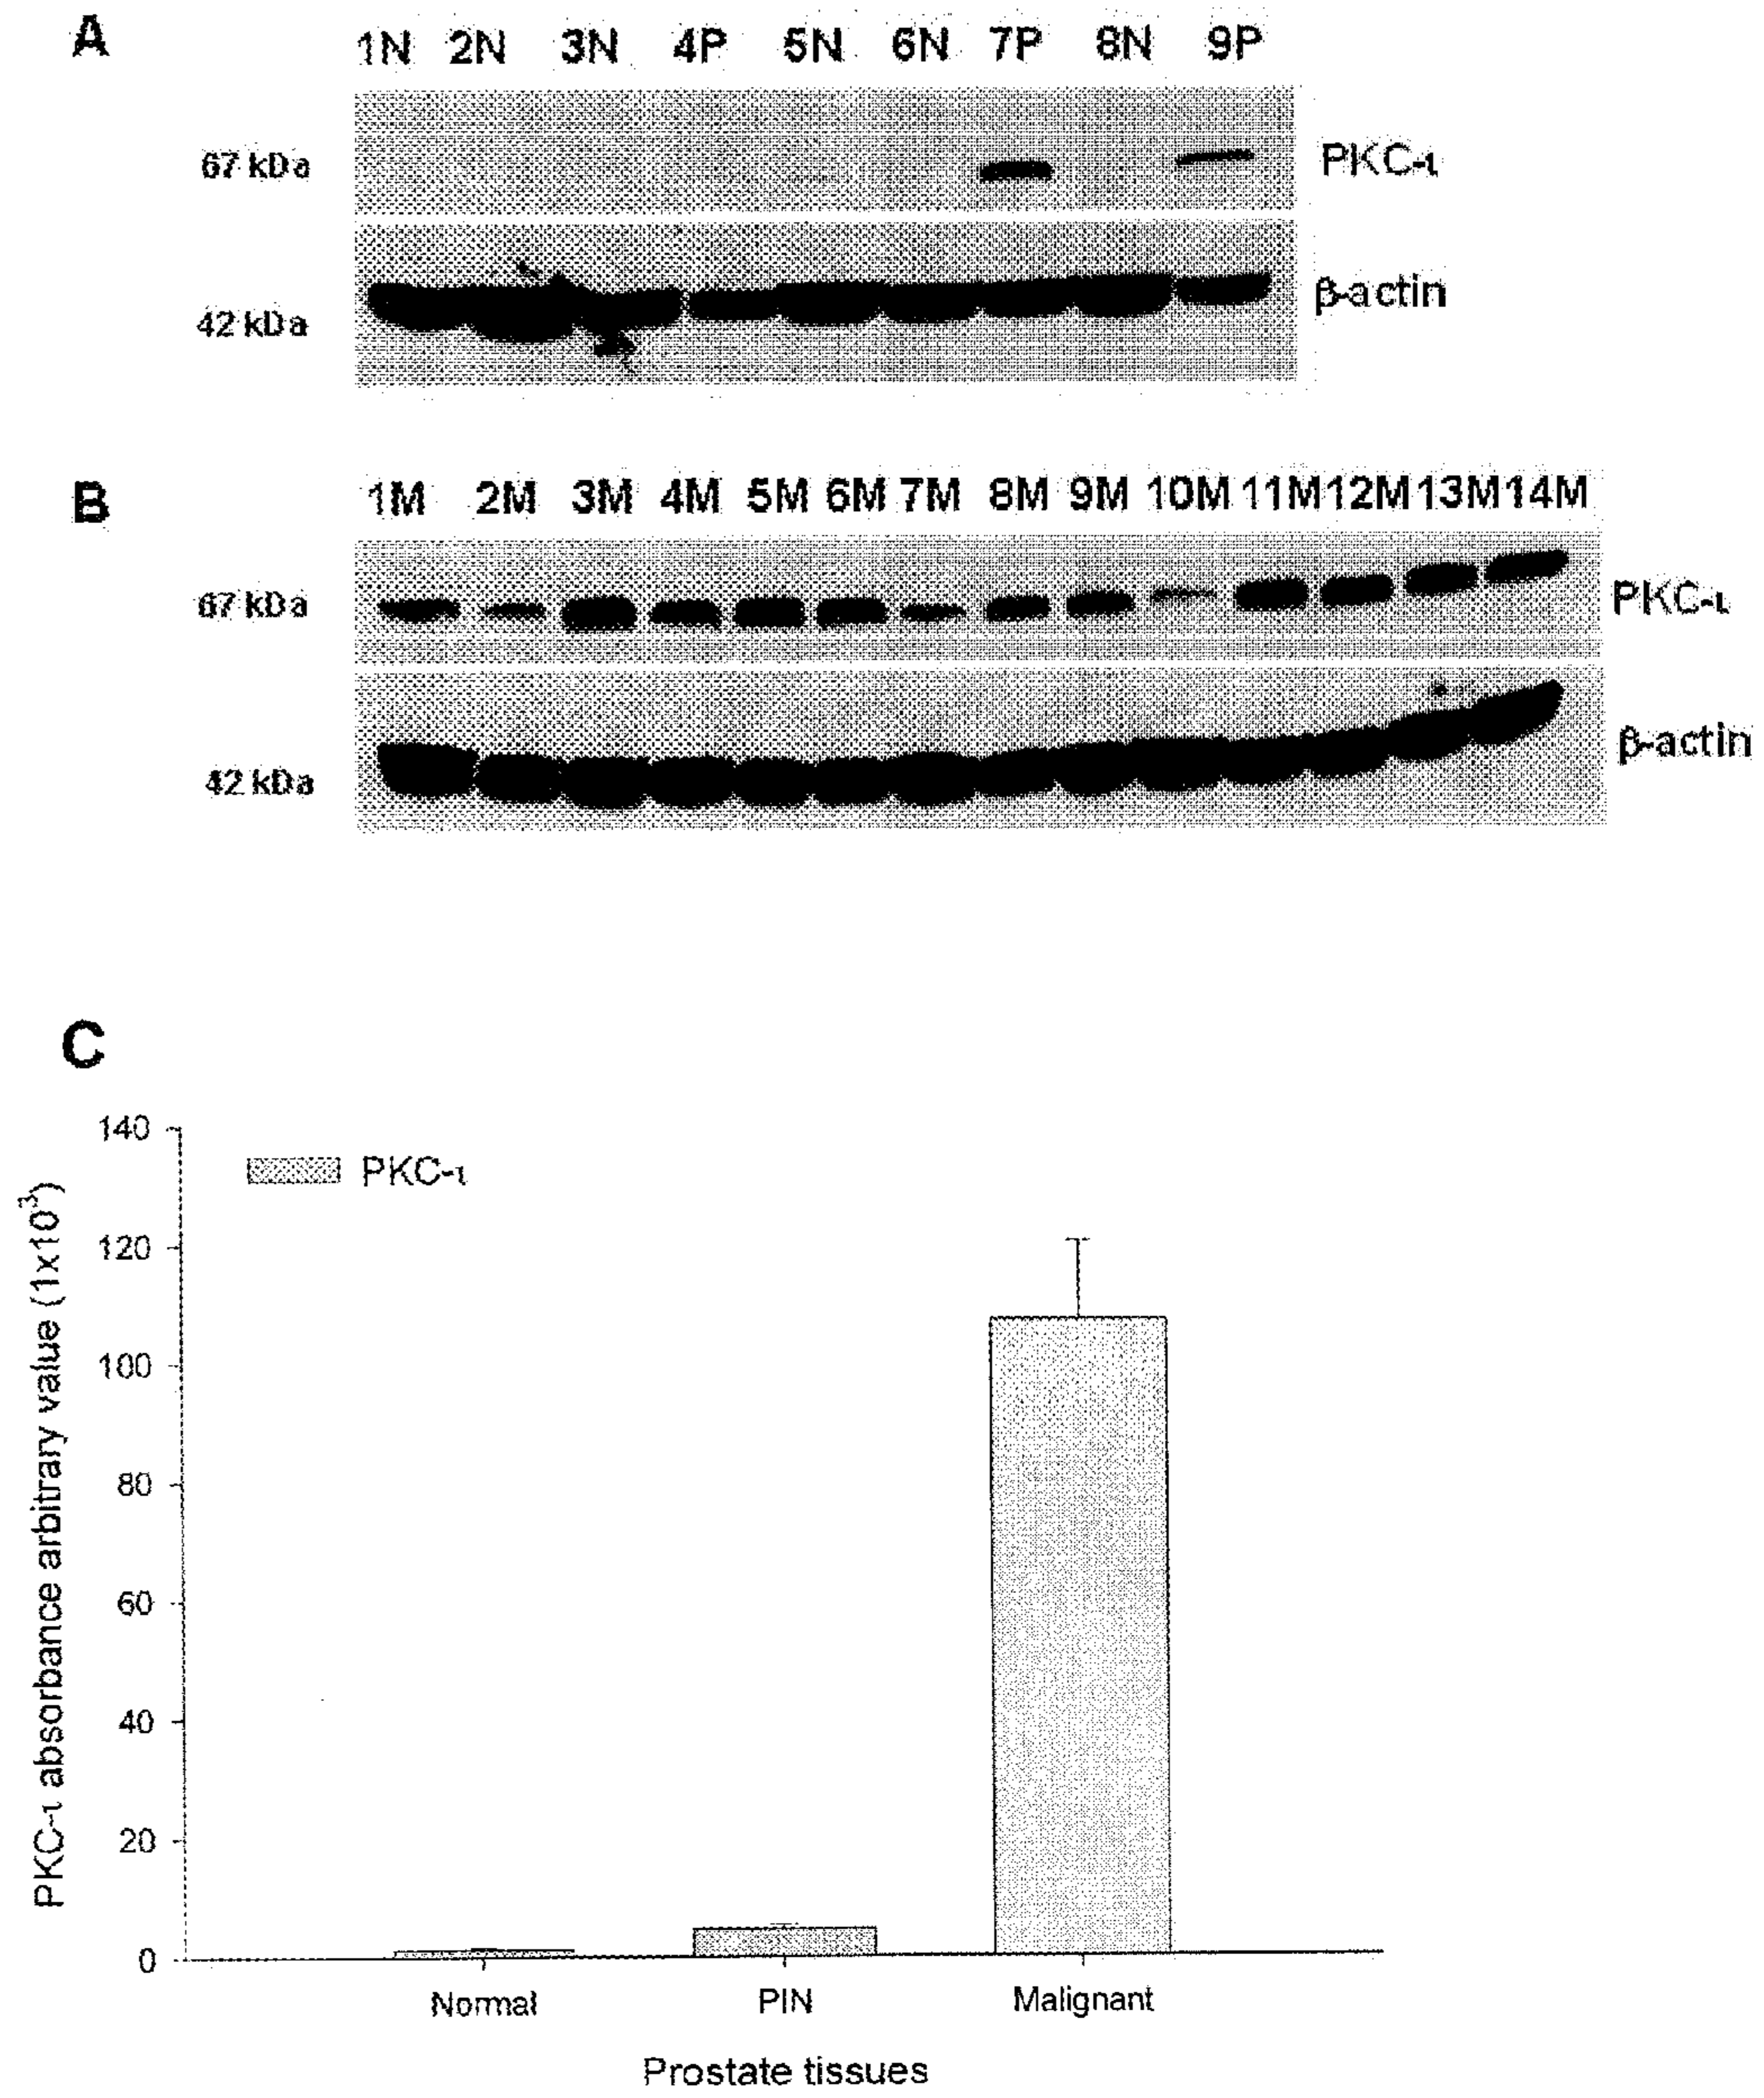 A
1N 2N 3N 4P 5N 6N 7P 8N 9P
67 kDa
PKC-ι
42 kDa
β-actin
B
1M 2M 3M 4M 5M 6M 7M 8M 9M 10M 11M 12M 13M 14M
67 kDa
PKC-ι
42 kDa
β-actin
C
PKC-ι absorbance arbitrary value (1x10³)
140
120
100
80
60
40
20
0
PKC-ι
Normal PIN Malignant
Prostate tissues